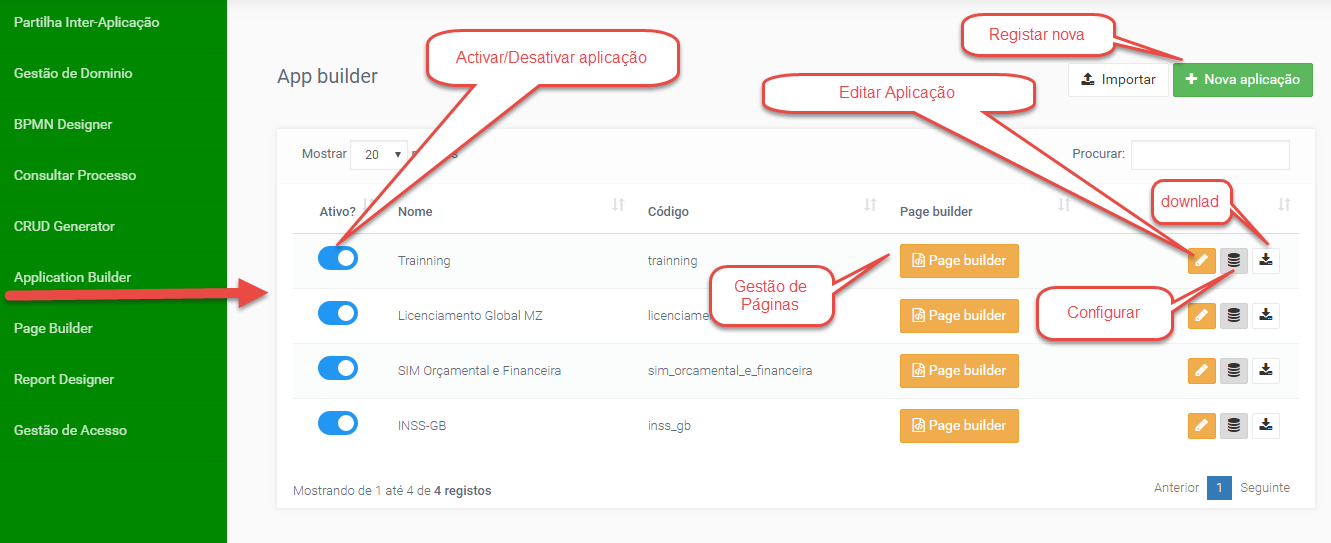 Partilha Inter-Aplicação
Gestão de Dominio
BPMN Designer
Consultar Processo
CRUD Generator
Application Builder
Page Builder
Report Designer
Gestão de Acesso
App builder
Activar/Desativar aplicação
Registar nova
Importar
Nova aplicação
Editar Aplicação
Mostrar 20
Procurar:
downlad
Ativo? Nome Código Page builder
Trainning trainning Page builder
Gestão de
Páginas
Configurar
Licenciamento Global MZ Page builder
SIM Orçamental e Financeira sim_orcamental_e_financeira Page builder
INSS-GB inss_gb Page builder
Mostrando de 1 até 4 de 4 registos
Anterior 1 Seguinte